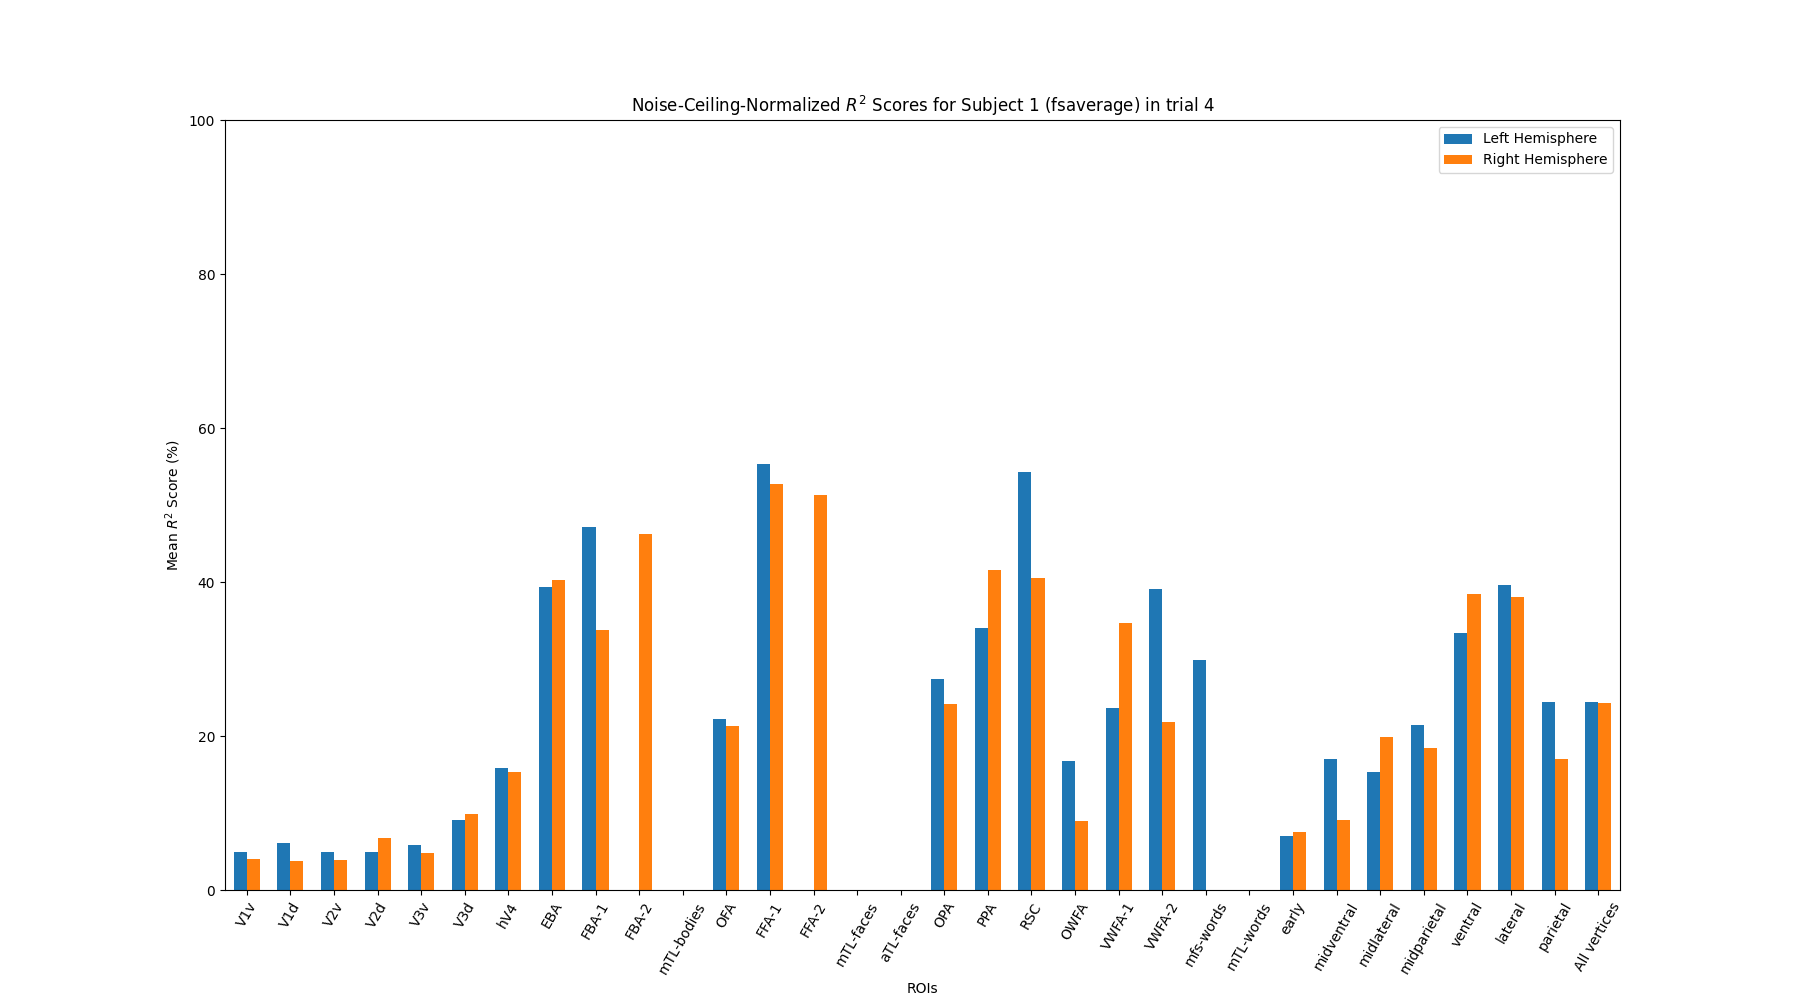 Noise-Ceiling-Normalized R² Scores for Subject 1 (fsaverage) in trial 4
Left Hemisphere
Right Hemisphere
100
80
60
40
20
0
Mean R² Score (%)
V1v
V1d
V2v
V2d
V3v
V3d
hV4
EBA
FBA-1
FBA-2
mTL-bodies
OFA
FFA-1
FFA-2
mTL-faces
aTL-faces
OPA
PPA
RSC
OWFA
VWFA-1
VWFA-2
mfs-words
mTL-words
early
midventral
midlateral
midparietal
ventral
lateral
parietal
All vertices
ROIs